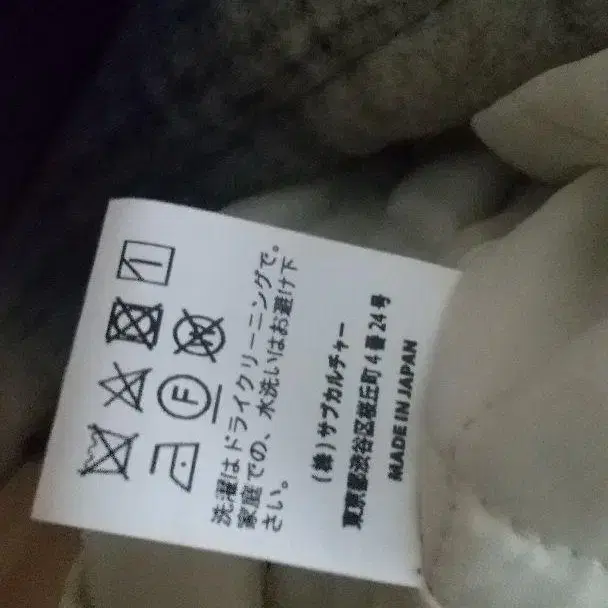 F
W
洗濯はドライクリーニングで。
家庭での、水洗いはお避け下
さい。
(株)サブカルチャー
東京都渋谷区桜丘町4番24号
MADE IN JAPAN